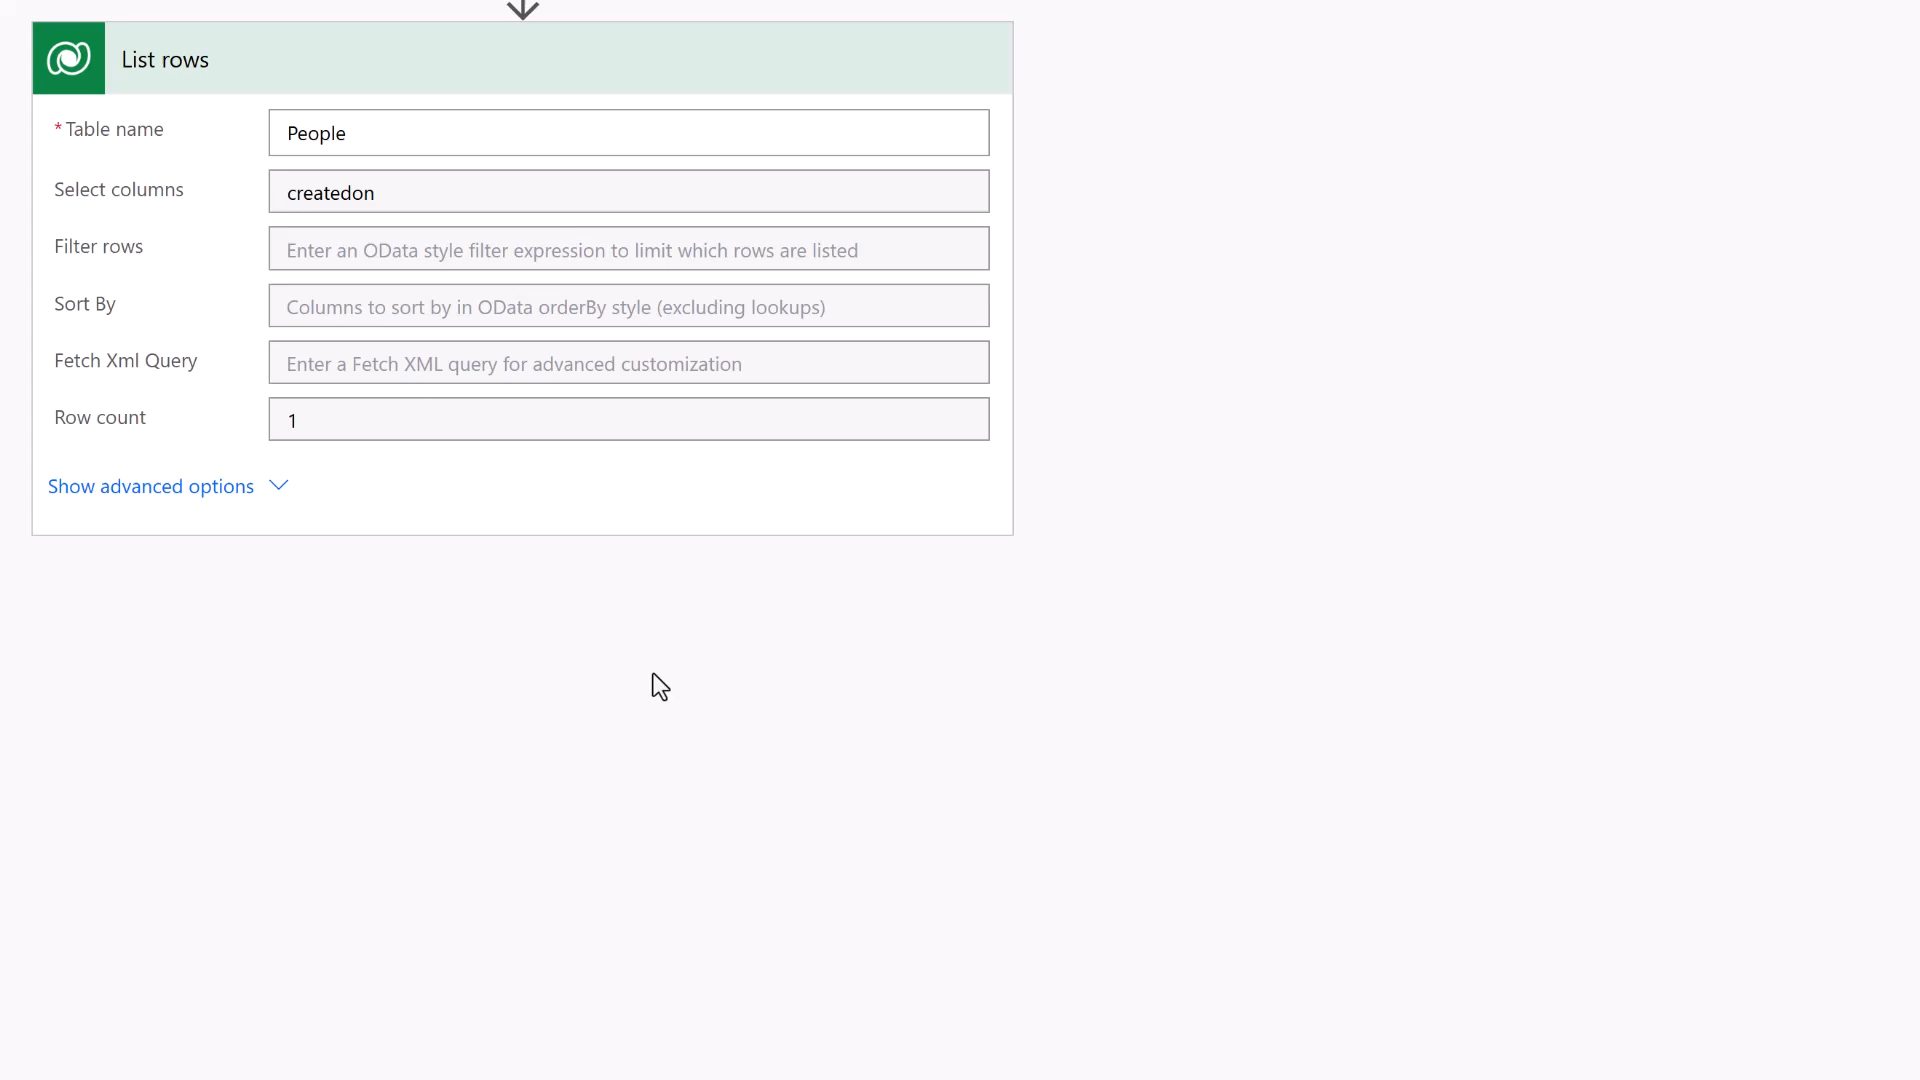 List rows
* Table name
People
Select columns
createdon
Filter rows
Enter an OData style filter expression to limit which rows are listed
Sort By
Columns to sort by in OData orderBy style (excluding lookups)
Fetch Xml Query
Enter a Fetch XML query for advanced customization
Row count
1
Show advanced options